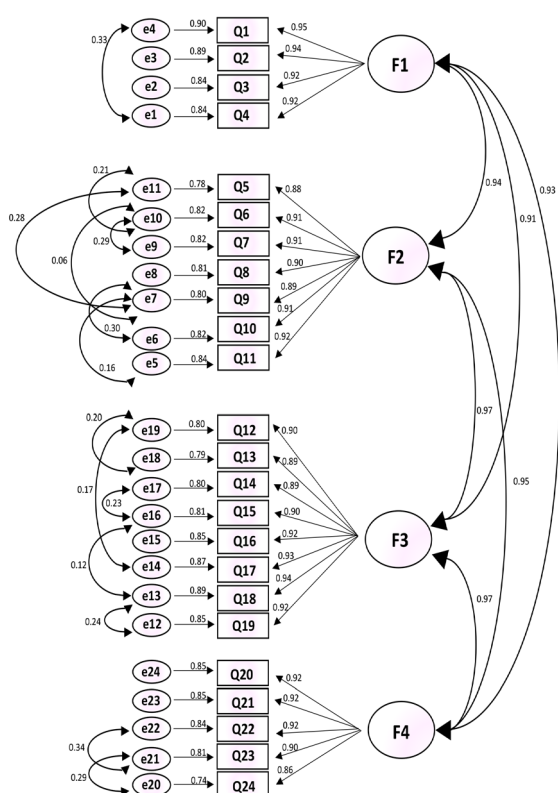 e4 0.90 Q1 0.95
0.33 e3 0.89 Q2 0.94 F1
e2 0.84 Q3 0.92
e1 0.84 Q4 0.92
0.21
e11 0.78 Q5 0.88 0.94 0.93
0.28 e10 0.82 Q6 0.91 0.91
0.29 e9 0.82 Q7 0.91 F2
0.06 e8 0.81 Q8 0.90
e7 0.80 Q9 0.89
0.30 e6 0.82 Q10 0.91
0.16 e5 0.84 Q11 0.92
0.20 e19 0.80 Q12 0.90 0.97
e18 0.79 Q13 0.89
0.17 e17 0.80 Q14 0.89 0.95
0.23 e16 0.81 Q15 0.90
e15 0.85 Q16 0.92 F3
0.12 e14 0.87 Q17 0.93
e13 0.89 Q18 0.94 0.97
0.24 e12 0.85 Q19 0.92
e24 0.85 Q20 0.92
e23 0.85 Q21 0.92
e22 0.84 Q22 0.92 F4
0.34 e21 0.81 Q23 0.90
0.29 e20 0.74 Q24 0.86